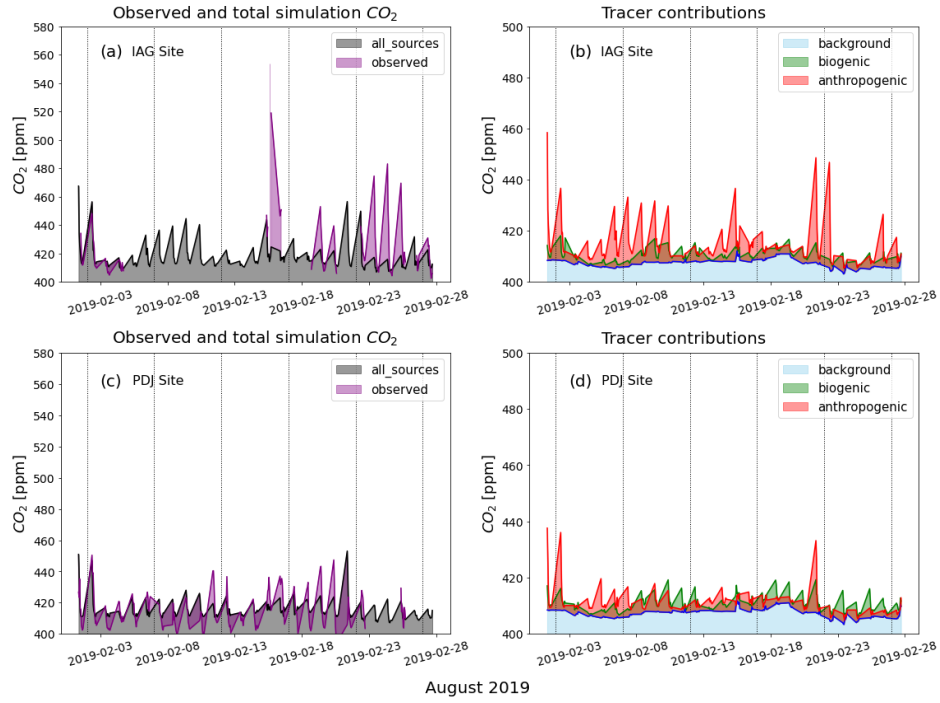 Observed and total simulation CO₂
Tracer contributions
580
560
540
520
500
480
460
440
420
400
CO₂ [ppm]
(a) IAG Site
all_sources
observed
2019-02-03
2019-02-08
2019-02-13
2019-02-18
2019-02-23
2019-02-28
500
480
460
440
420
400
CO₂ [ppm]
(b) IAG Site
background
biogenic
anthropogenic
2019-02-03
2019-02-08
2019-02-13
2019-02-18
2019-02-23
2019-02-28
Observed and total simulation CO₂
Tracer contributions
580
560
540
520
500
480
460
440
420
400
CO₂ [ppm]
(c) PDJ Site
all_sources
observed
2019-02-03
2019-02-08
2019-02-13
2019-02-18
2019-02-23
2019-02-28
500
480
460
440
420
400
CO₂ [ppm]
(d) PDJ Site
background
biogenic
anthropogenic
2019-02-03
2019-02-08
2019-02-13
2019-02-18
2019-02-23
2019-02-28
August 2019